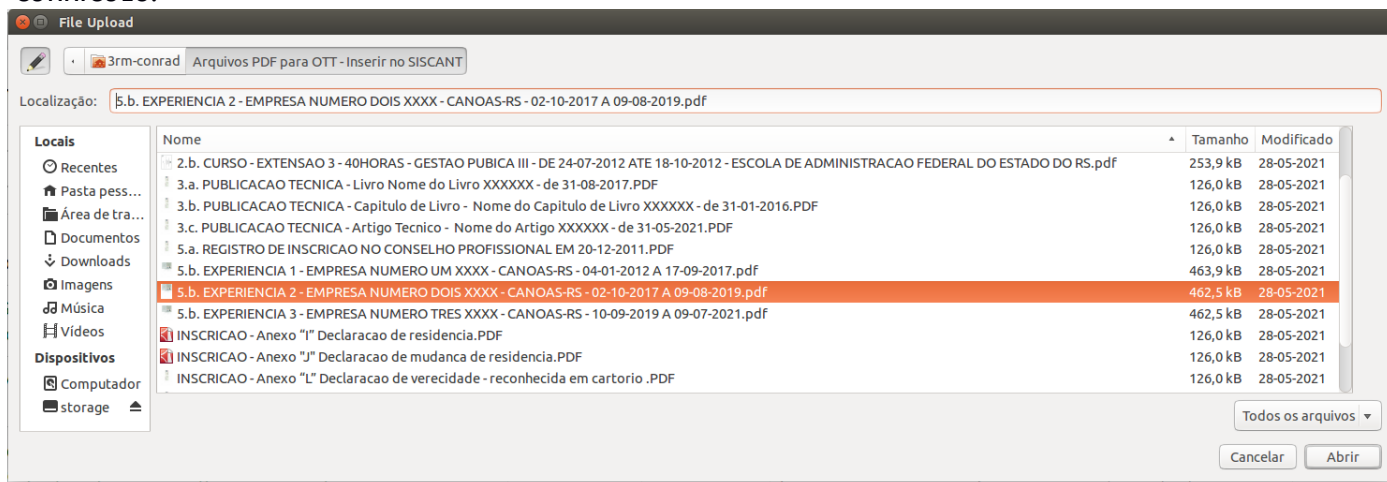 File Upload
3rm-conrad Arquivos PDF para OTT - Inserir no SISCANT
Localização: 5.b. EXPERIENCIA 2 - EMPRESA NUMERO DOIS XXXX - CANOAS-RS - 02-10-2017 A 09-08-2019.pdf
Locais
Recentes
Pasta pess...
Área de tra...
Documentos
Downloads
Imagens
Música
Vídeos
Dispositivos
Computador
storage
Nome Tamanho Modificado
2.b. CURSO - EXTENSAO 3 - 40HORAS - GESTAO PUBICA III - DE 24-07-2012 ATE 18-10-2012 - ESCOLA DE ADMINISTRACAO FEDERAL DO ESTADO DO RS.pdf 253,9 kB 28-05-2021
3.a. PUBLICACAO TECNICA - Livro Nome do Livro XXXXXX - de 31-08-2017.PDF 126,0 kB 28-05-2021
3.b. PUBLICACAO TECNICA - Capitulo de Livro - Nome do Capitulo de Livro XXXXXX - de 31-01-2016.PDF 126,0 kB 28-05-2021
3.c. PUBLICACAO TECNICA - Artigo Tecnico - Nome do Artigo XXXXXX - de 31-05-2021.PDF 126,0 kB 28-05-2021
5.a. REGISTRO DE INSCRICAO NO CONSELHO PROFISSIONAL EM 20-12-2011.PDF 126,0 kB 28-05-2021
5.b. EXPERIENCIA 1 - EMPRESA NUMERO UM XXXX - CANOAS-RS - 04-01-2012 A 17-09-2017.pdf 463,9 kB 28-05-2021
5.b. EXPERIENCIA 2 - EMPRESA NUMERO DOIS XXXX - CANOAS-RS - 02-10-2017 A 09-08-2019.pdf 462,5 kB 28-05-2021
5.b. EXPERIENCIA 3 - EMPRESA NUMERO TRES XXXX - CANOAS-RS - 10-09-2019 A 09-07-2021.pdf 462,5 kB 28-05-2021
INSCRICAO - Anexo "I" Declaracao de residencia.PDF 126,0 kB 28-05-2021
INSCRICAO - Anexo "J" Declaracao de mudanca de residencia.PDF 126,0 kB 28-05-2021
INSCRICAO - Anexo "L" Declaracao de verecidade - reconhecida em cartorio .PDF 126,0 kB 28-05-2021
Todos os arquivos
Cancelar Abrir